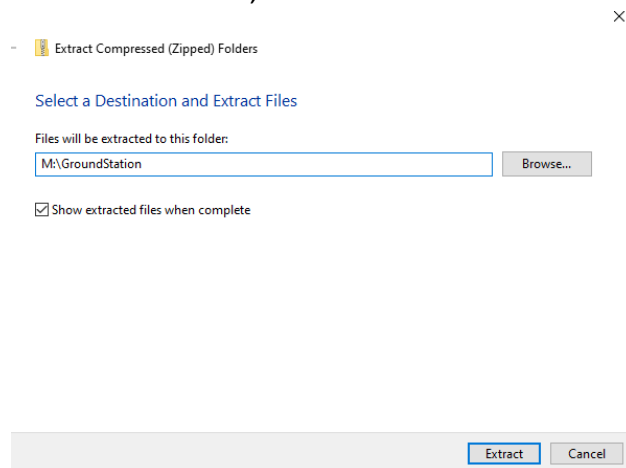 Extract Compressed (Zipped) Folders
Select a Destination and Extract Files
Files will be extracted to this folder:
M:\GroundStation
Browse...
Show extracted files when complete
Extract
Cancel